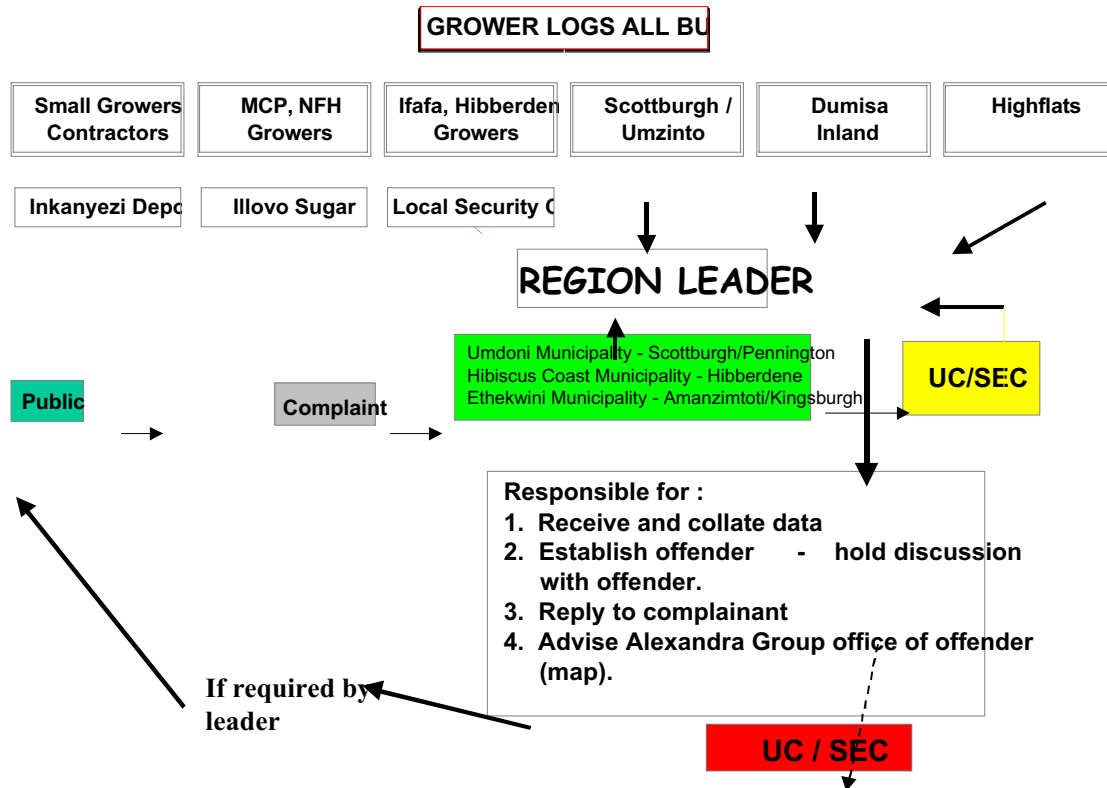 GROWER LOGS ALL BU
Small Growers
Contractors
MCP, NFH
Growers
Ifafa, Hibberden
Growers
Scottburgh /
Umzinto
Dumisa
Inland
Highflats
Inkanyezi Depo
Illovo Sugar
Local Security C
REGION LEADER
Umdoni Municipality - Scottburgh/Pennington
Hibiscus Coast Municipality - Hibberdene
Ethekwini Municipality - Amanzimtoti/Kingsburgh
UC/SEC
Public
Complaint
Responsible for :
1. Receive and collate data
2. Establish offender - hold discussion
with offender.
3. Reply to complainant
4. Advise Alexandra Group office of offender
(map).
If required by
leader
UC / SEC